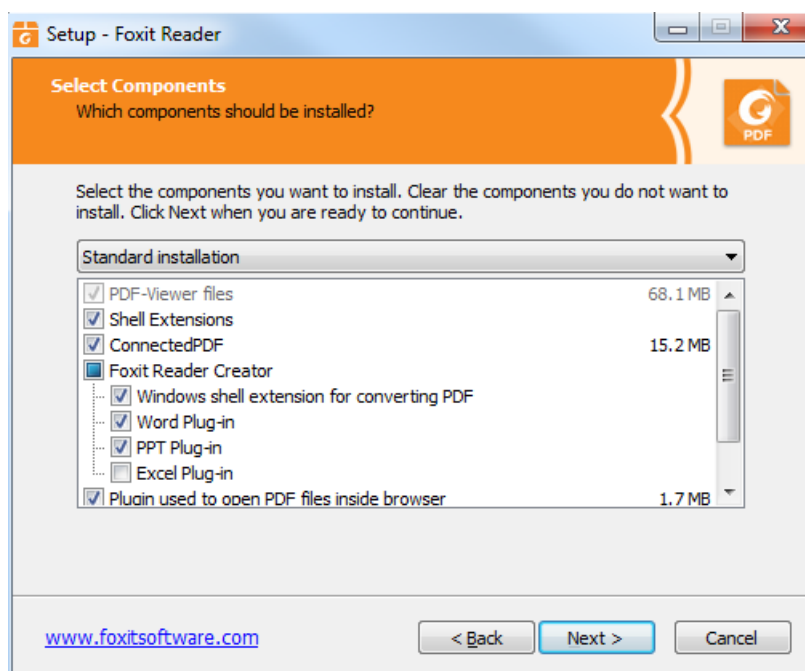 Setup - Foxit Reader
Select Components
Which components should be installed?
PDF
Select the components you want to install. Clear the components you do not want to
install. Click Next when you are ready to continue.
Standard installation
PDF-Viewer files 68.1 MB
Shell Extensions
ConnectedPDF 15.2 MB
Foxit Reader Creator
Windows shell extension for converting PDF
Word Plug-in
PPT Plug-in
Excel Plug-in
Plugin used to open PDF files inside browser 1.7 MB
www.foxitsoftware.com < Back Next > Cancel